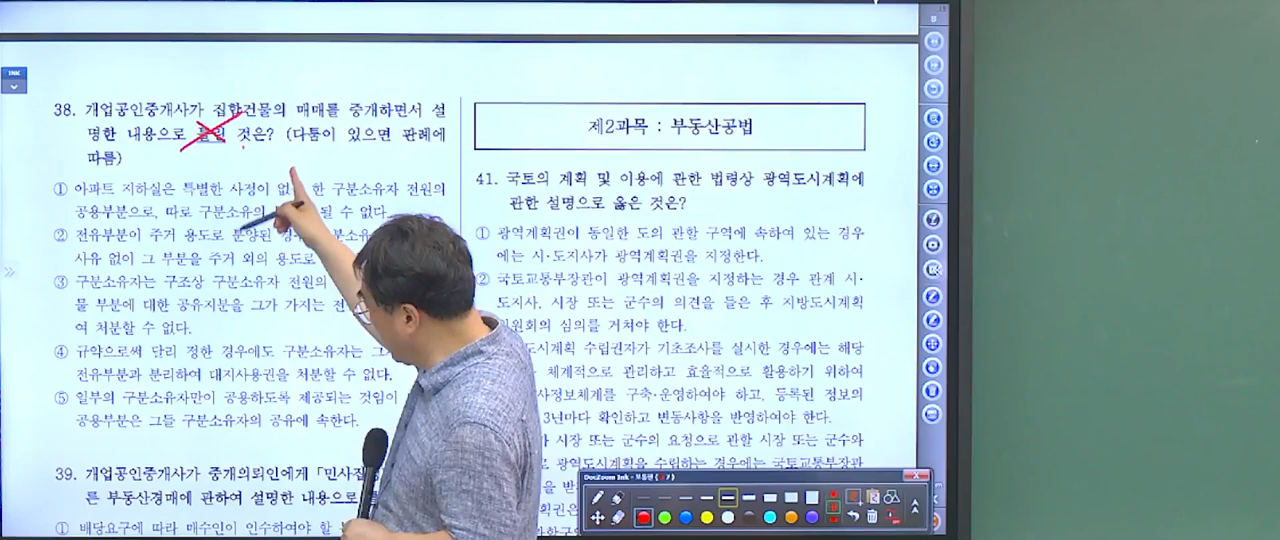 INK
38. 개업공인중개사가 집합건물의 매매를 중개하면서 설
명한 내용으로 틀린 것은? (다툼이 있으면 판례에
따름)
① 아파트 지하실은 특별한 사정이 없는 한 구분소유자 전원의
공용부분으로, 따로 구분소유의 될 수 없다.
② 전유부분이 주거 용도로 분양된 경우
사유 없이 그 부분을 주거 외의 용도로
③ 구분소유자는 구조상 구분소유자 전원의
물 부분에 대한 공유지분을 그가 가지는 전
여 처분할 수 없다.
④ 규약으로써 달리 정한 경우에도 구분소유자는 그가
전유부분과 분리하여 대지사용권을 처분할 수 없다.
⑤ 일부의 구분소유자만이 공용하도록 제공되는 것임이
공용부분은 그들 구분소유자의 공유에 속한다.
39. 개업공인중개사가 중개의뢰인에게 「민사집
른 부동산경매에 관하여 설명한 내용으로
① 배당요구에 따라 매수인이 인수하여야 할
제2과목 : 부동산공법
41. 국토의 계획 및 이용에 관한 법령상 광역도시계획에
관한 설명으로 옳은 것은?
① 광역계획권이 동일한 도의 관할 구역에 속하여 있는 경우
에는 시·도지사가 광역계획권을 지정한다.
② 국토교통부장관이 광역계획권을 지정하는 경우 관계 시·
도지사, 시장 또는 군수의 의견을 들은 후 지방도시계획
위원회의 심의를 거쳐야 한다.
도시계획 수립권자가 기초조사를 실시한 경우에는 해당
체계적으로 관리하고 효율적으로 활용하기 위하여
사정보체계를 구축·운영하여야 하고, 등록된 정보의
3년마다 확인하고 변동사항을 반영하여야 한다.
시장 또는 군수의 요청으로 관할 시장 또는 군수와
광역도시계획을 수립하는 경우에는 국토교통부장관
을 받
획권은
DocZoom Ink - 보통펜